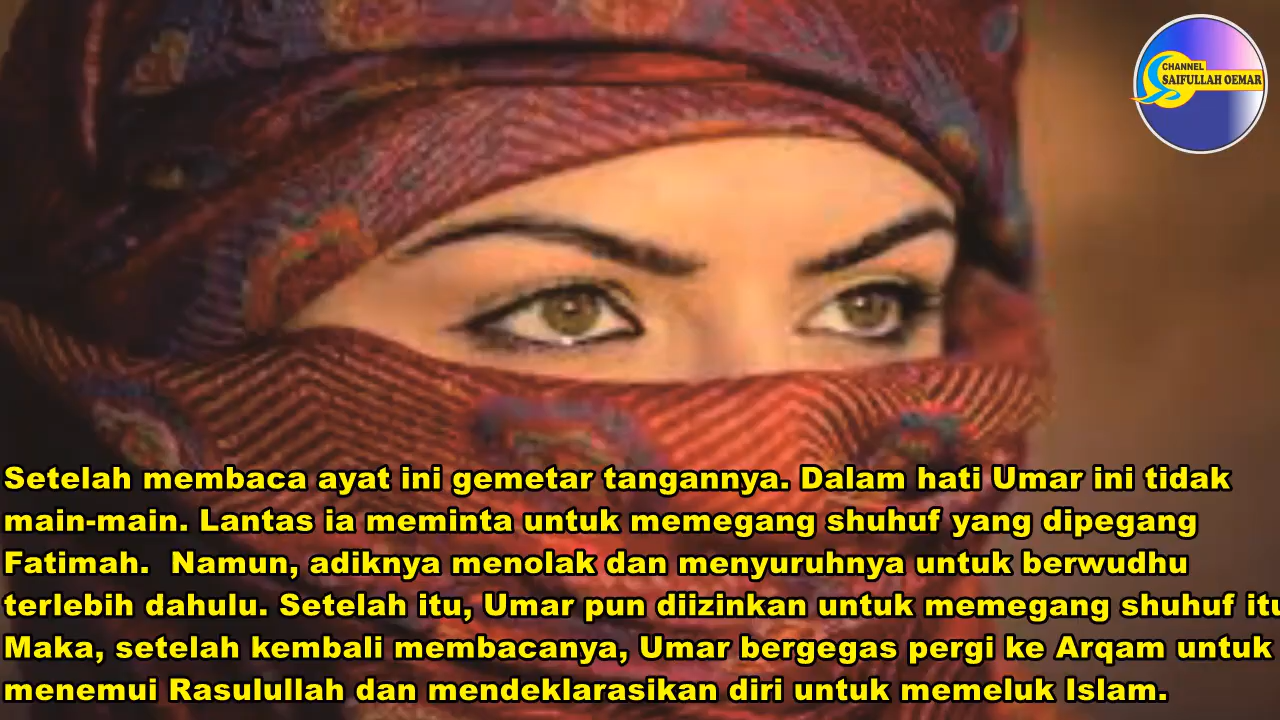 CHANNEL
SAIFULLAH OEMAR
Setelah membaca ayat ini gemetar tangannya. Dalam hati Umar ini tidak
main-main. Lantas ia meminta untuk memegang shuhuf yang dipegang
Fatimah.  Namun, adiknya menolak dan menyuruhnya untuk berwudhu
terlebih dahulu. Setelah itu, Umar pun diizinkan untuk memegang shuhuf itu
Maka, setelah kembali membacanya, Umar bergegas pergi ke Arqam untuk
menemui Rasulullah dan mendeklarasikan diri untuk memeluk Islam.